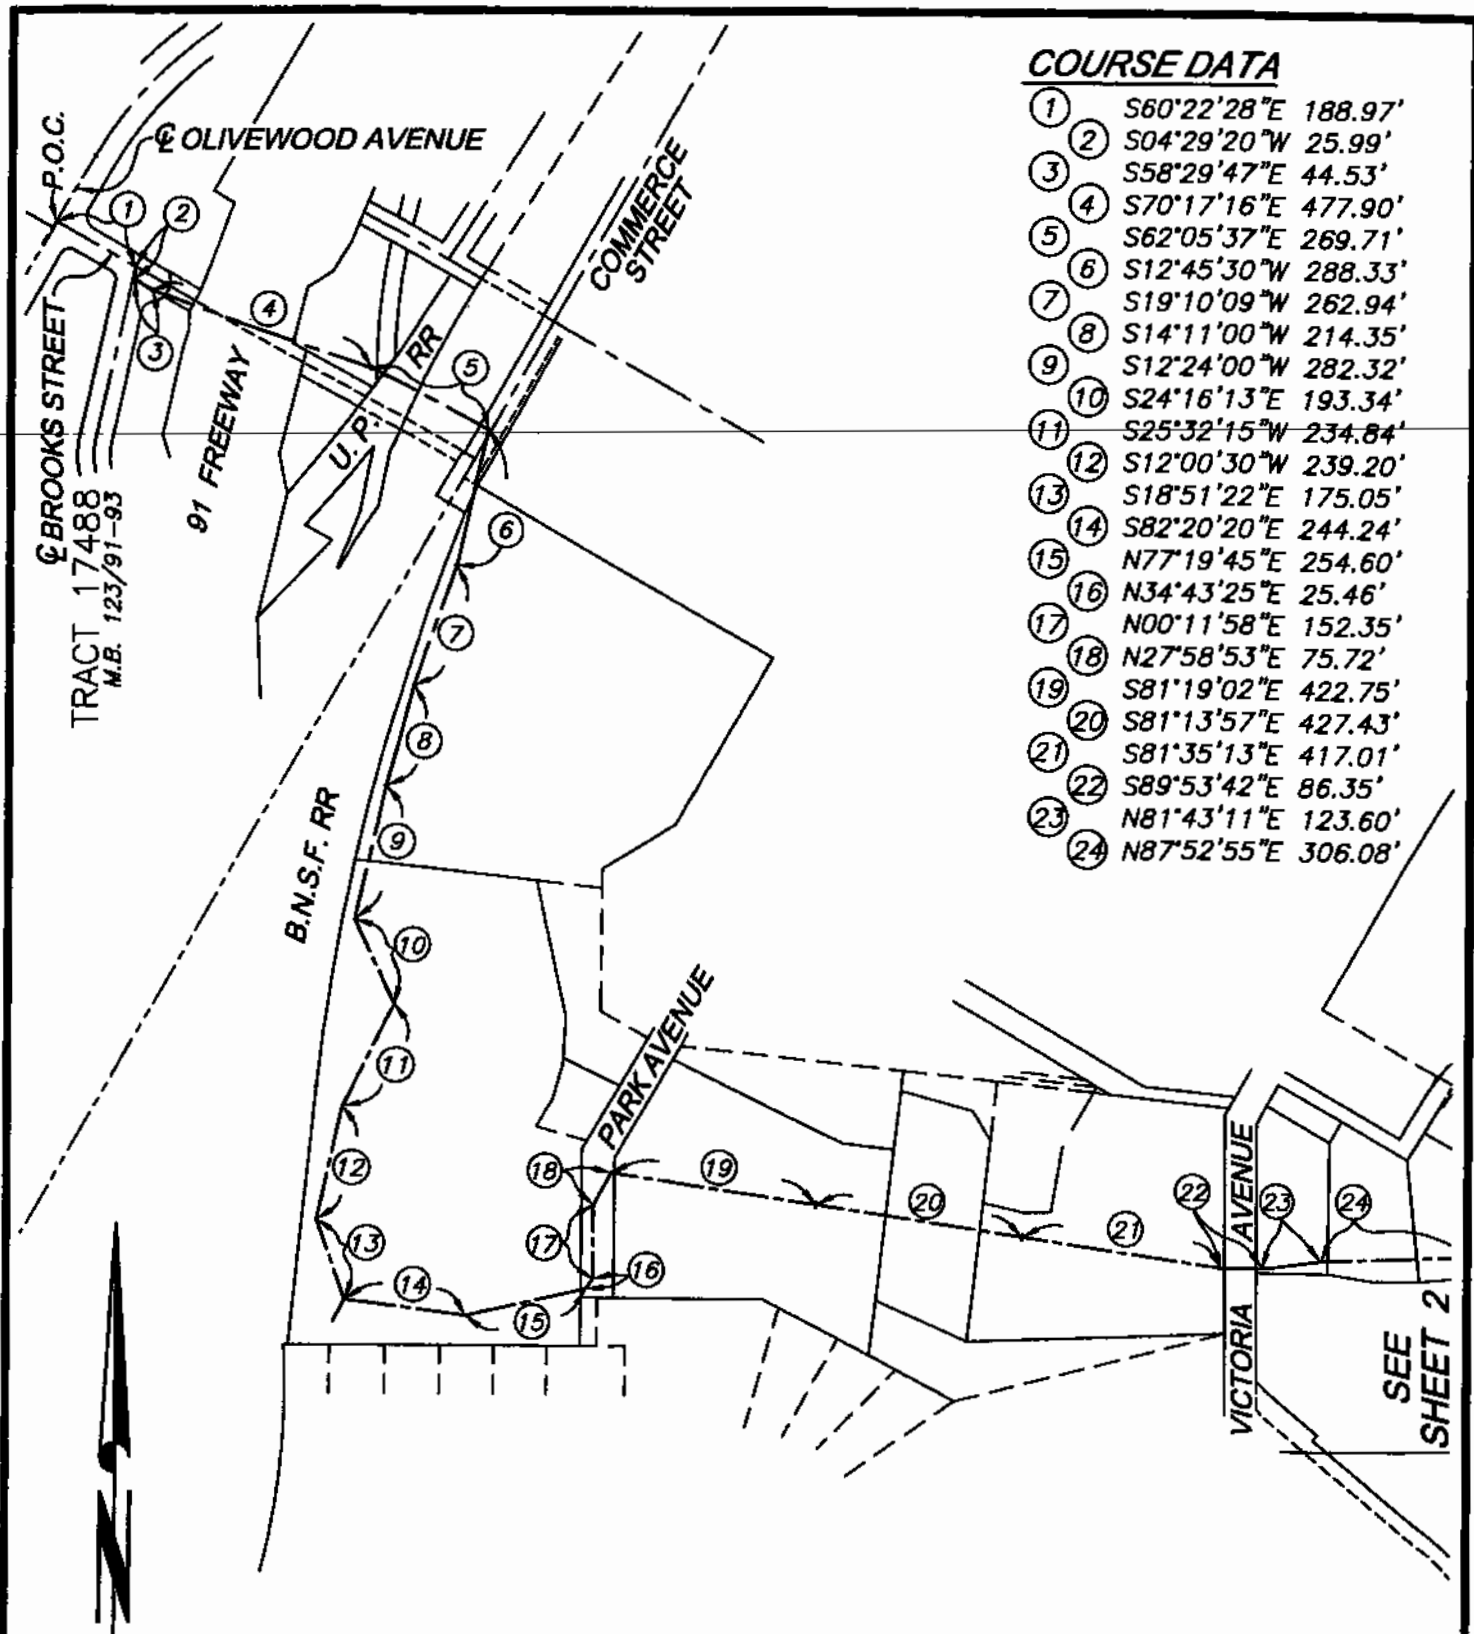 COURSE DATA
1 S60°22'28"E 188.97'
2 S04°29'20"W 25.99'
3 S58°29'47"E 44.53'
4 S70°17'16"E 477.90'
5 S62°05'37"E 269.71'
6 S12°45'30"W 288.33'
7 S19°10'09"W 262.94'
8 S14°11'00"W 214.35'
9 S12°24'00"W 282.32'
10 S24°16'13"E 193.34'
11 S25°32'15"W 234.84'
12 S12°00'30"W 239.20'
13 S18°51'22"E 175.05'
14 S82°20'20"E 244.24'
15 N77°19'45"E 254.60'
16 N34°43'25"E 25.46'
17 N00°11'58"E 152.35'
18 N27°58'53"E 75.72'
19 S81°19'02"E 422.75'
20 S81°13'57"E 427.43'
21 S81°35'13"E 417.01'
22 S89°53'42"E 86.35'
23 N81°43'11"E 123.60'
24 N87°52'55"E 306.08'
P.O.C.
℄ OLIVEWOOD AVENUE
1
2
3
4
5
COMMERCE
STREET
℄ BROOKS STREET
TRACT 17488
M.B. 123/91-93
91 FREEWAY
U. P. RR
6
7
8
9
B.N.S.F. RR
10
11
12
13
14
15
16
17
18
PARK AVENUE
19
20
21
22
23
24
VICTORIA AVENUE
SEE
SHEET 2
N